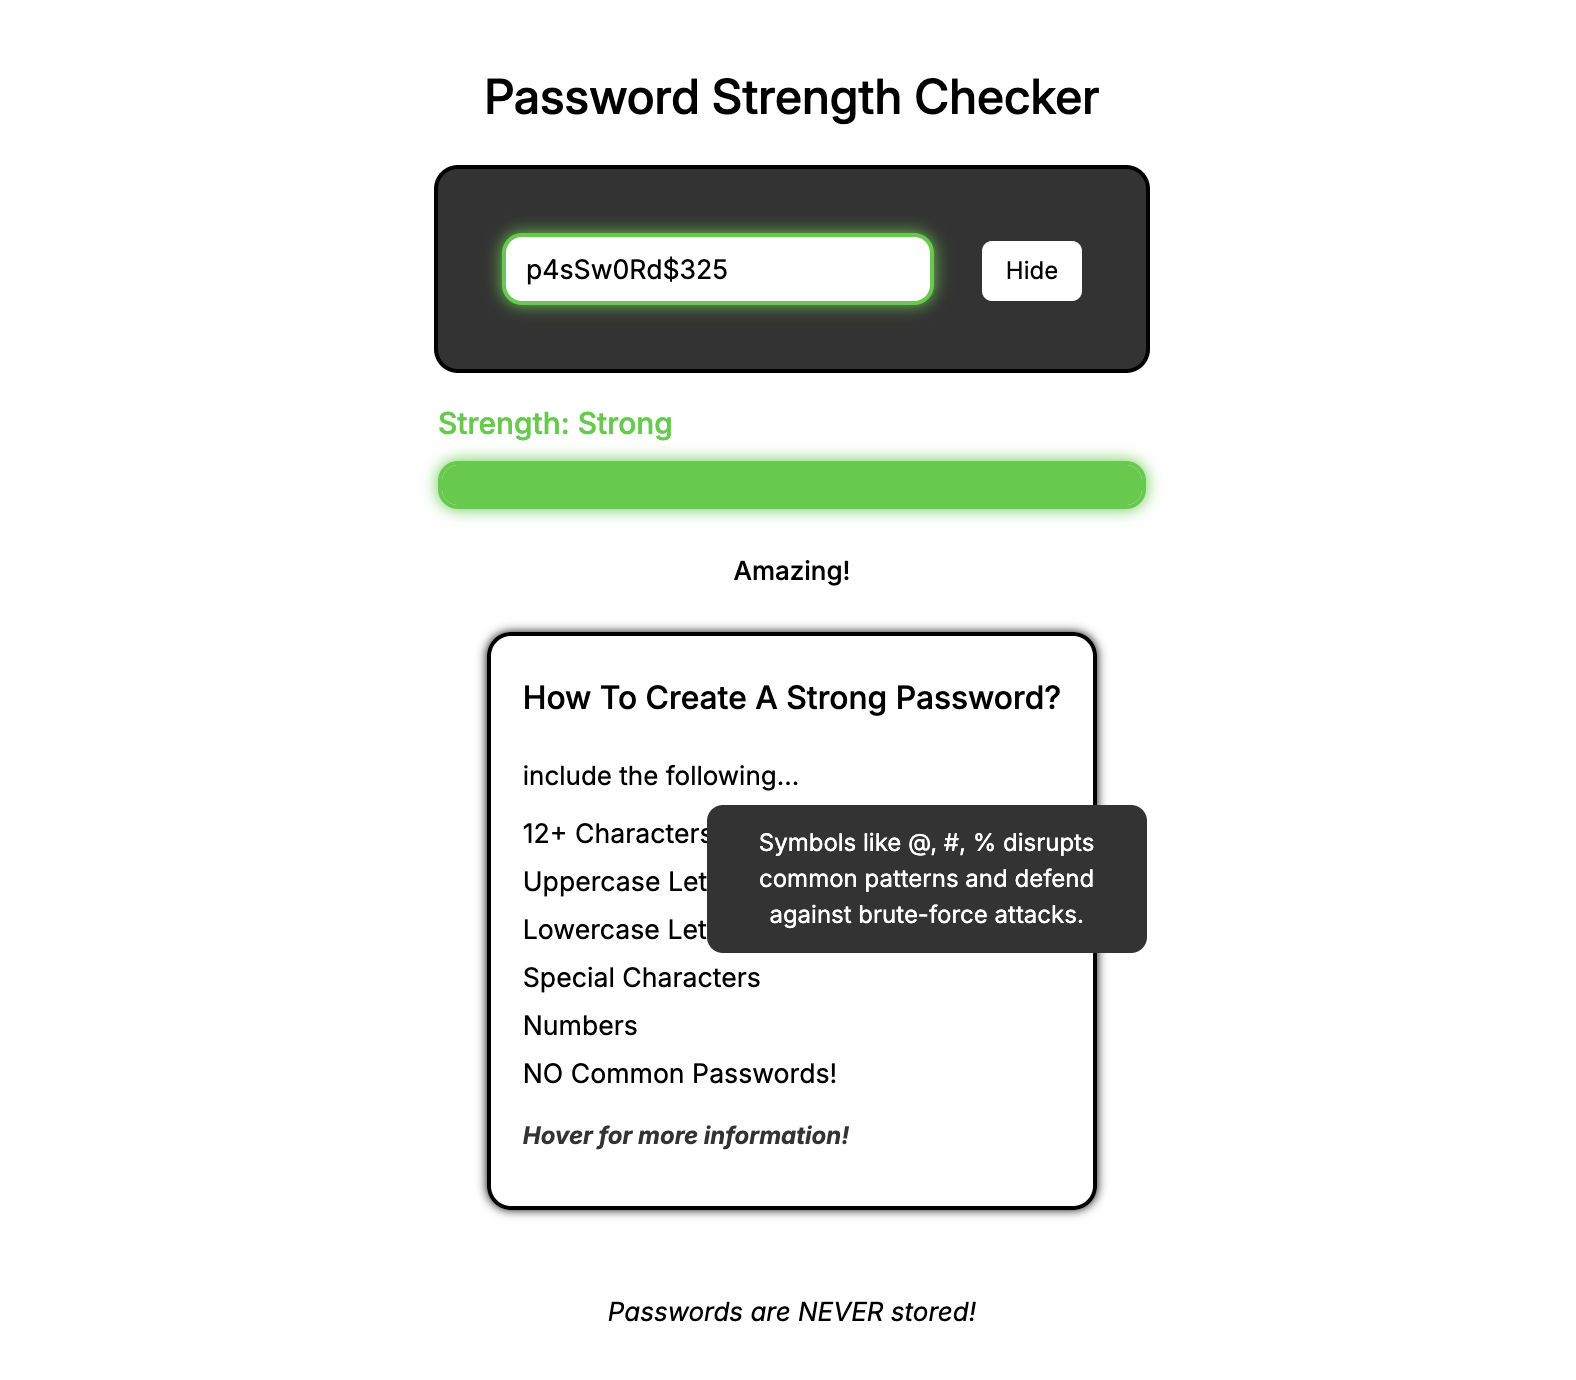 Password Strength Checker
p4sSw0Rd$325
Hide
Strength: Strong
Amazing!
How To Create A Strong Password?
include the following...
12+ Characters
Symbols like @, #, % disrupts
common patterns and defend
against brute-force attacks.
Uppercase Let
Lowercase Let
Special Characters
Numbers
NO Common Passwords!
Hover for more information!
Passwords are NEVER stored!